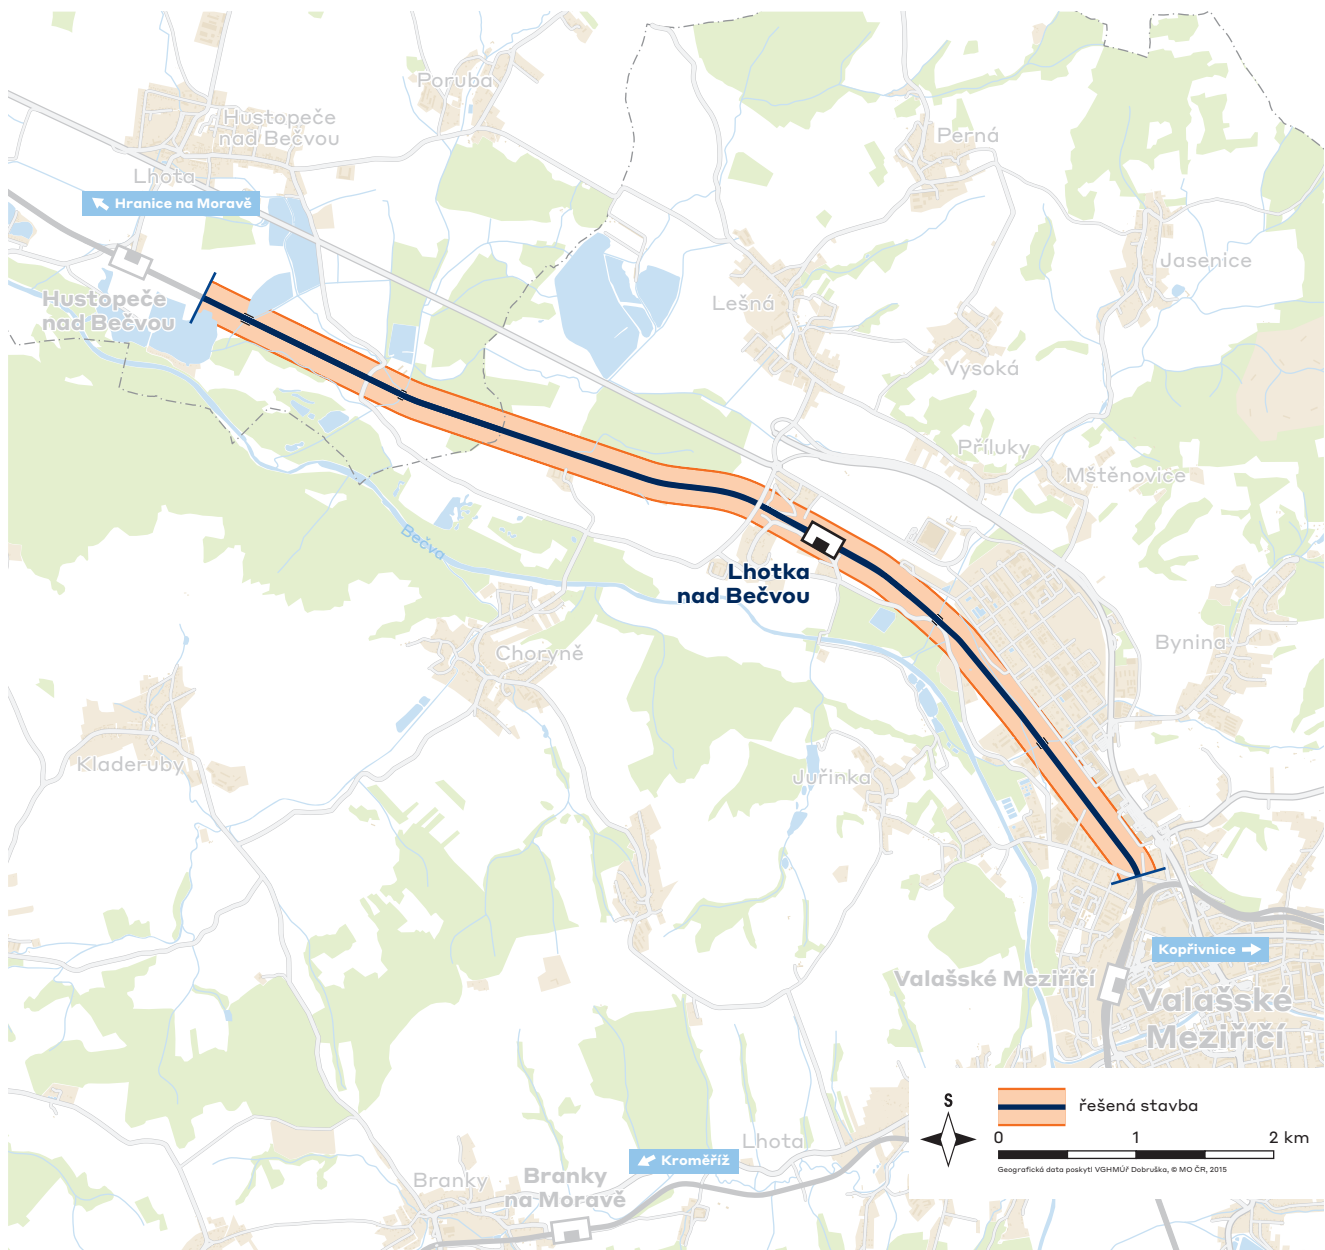 Poruba
Hustopeče
nad Bečvou
Perná
Lhota
Hranice na Moravě
Jasenice
Hustopeče
nad Bečvou
Lešná
Vysoká
Příluky
Mštěnovice
Bečva
Lhotka
nad Bečvou
Choryně
Bynina
Kladeruby
Juřinka
Kopřivnice
Valašské Meziříčí
Valašské
Meziříčí
S
řešená stavba
0 1 2 km
Geografická data poskytl VGHMÚř Dobruška, © MO ČR, 2015
Lhota
Kroměříž
Branky
Branky
na Moravě